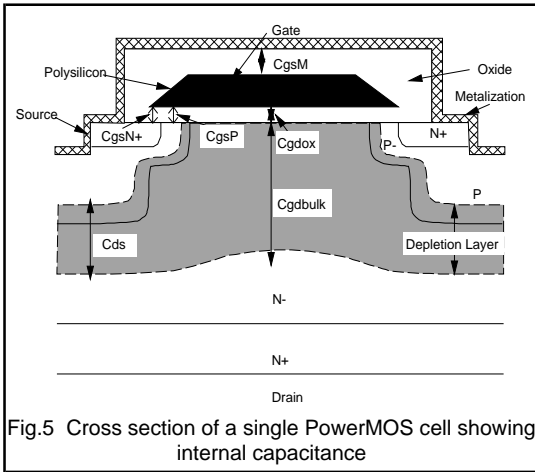 Gate
CgsM
Polysilicon
Oxide
Metalization
Source
CgsN+
CgsP
Cgdox
N+
P-
Cgdbulk
P
Cds
Depletion Layer
N-
N+
Drain
Fig.5 Cross section of a single PowerMOS cell showing
internal capacitance